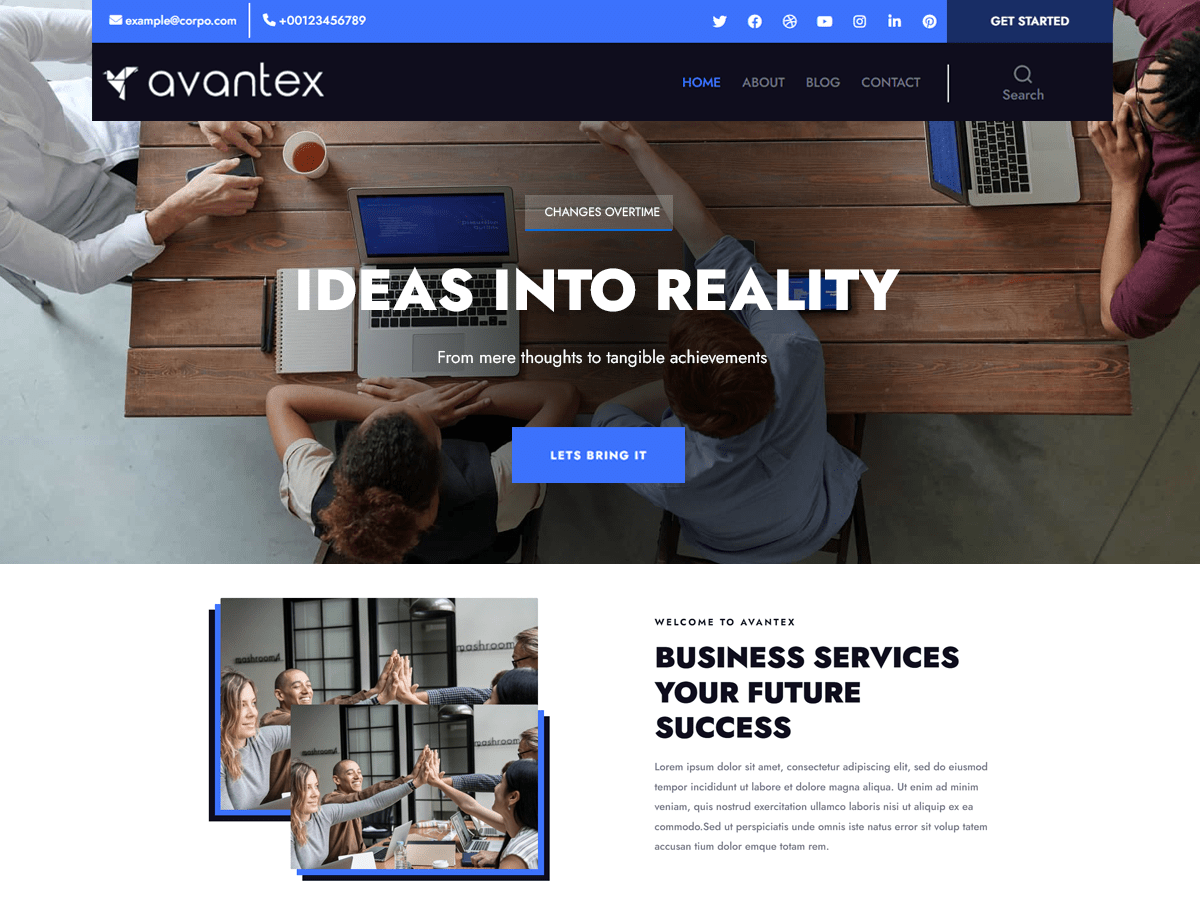 example@corpo.com
+00123456789
GET STARTED
avantex
HOME
ABOUT
BLOG
CONTACT
Search
CHANGES OVERTIME
IDEAS INTO REALITY
From mere thoughts to tangible achievements
LETS BRING IT
mashroom
mashroom
mashroom
mashroom
WELCOME TO AVANTEX
BUSINESS SERVICES
YOUR FUTURE
SUCCESS
Lorem ipsum dolor sit amet, consectetur adipiscing elit, sed do eiusmod
tempor incididunt ut labore et dolore magna aliqua. Ut enim ad minim
veniam, quis nostrud exercitation ullamco laboris nisi ut aliquip ex ea
commodo.Sed ut perspiciatis unde omnis iste natus error sit volup tatem
accusan tium dolor emque totam rem.